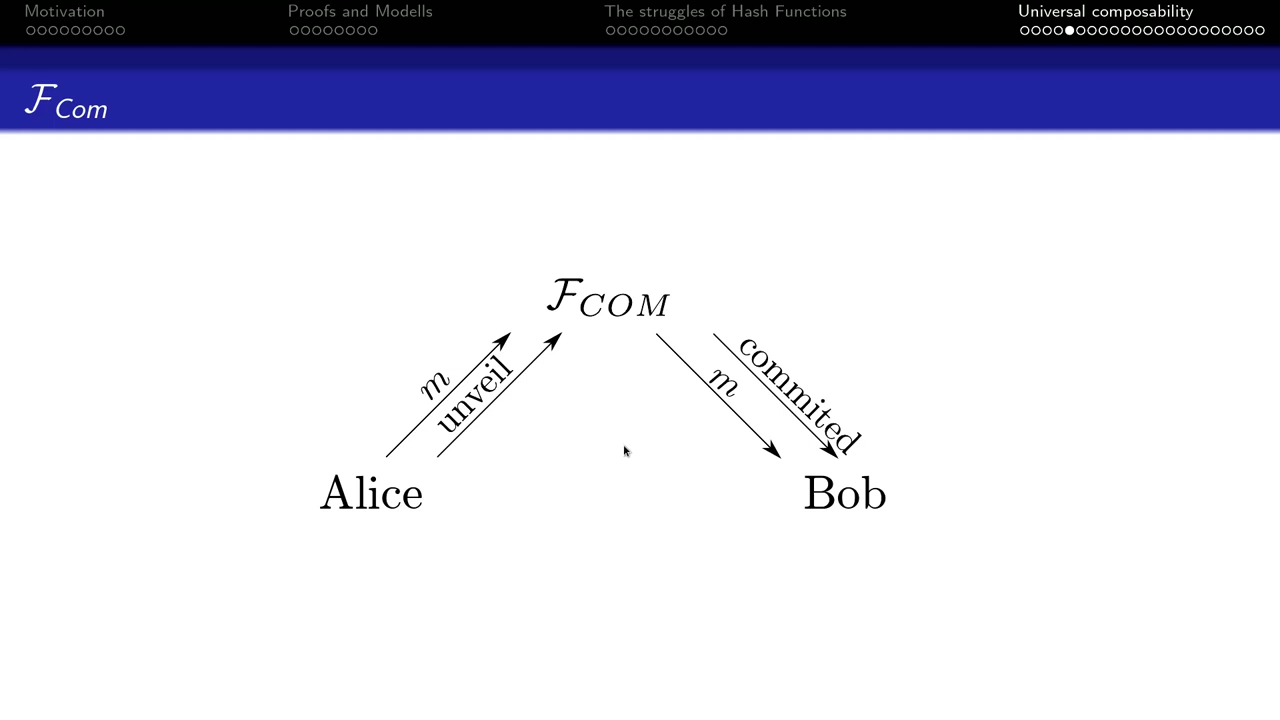 Motivation
Proofs and Modells
The struggles of Hash Functions
Universal composability
ℱCom
ℱCOM
m
unveil
m
commited
Alice
Bob